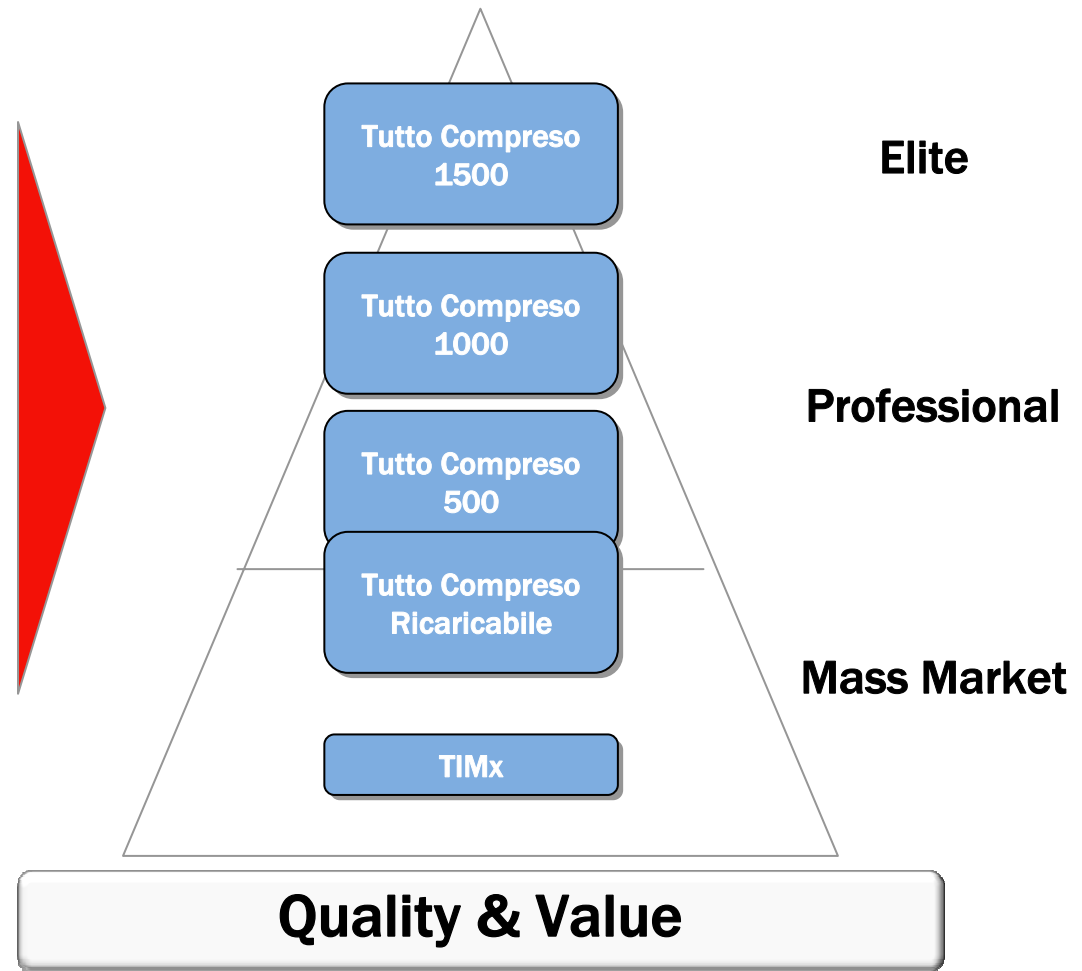 Tutto Compreso
1500
Elite
Tutto Compreso
1000
Professional
Tutto Compreso
500
Tutto Compreso
Ricaricabile
Mass Market
TIMx
Quality & Value